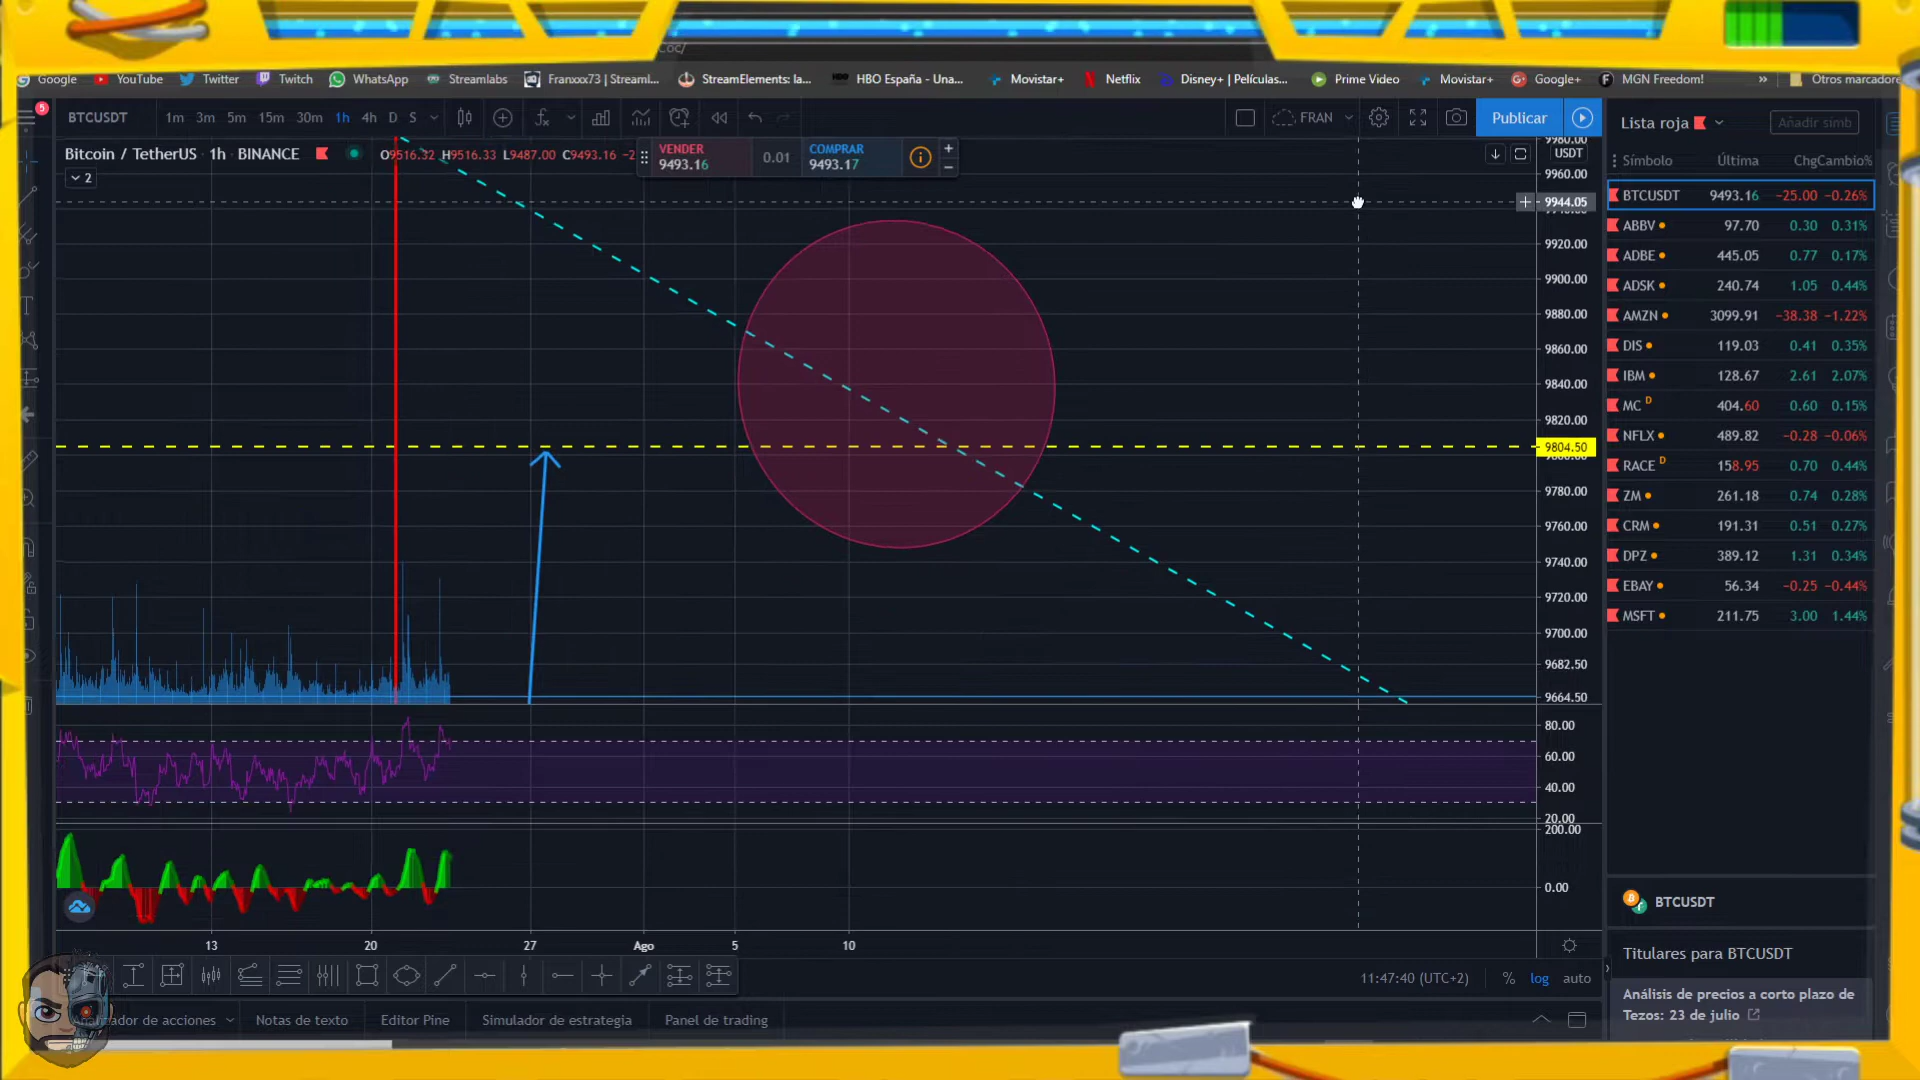 Coc/
Google YouTube Twitter Twitch WhatsApp Streamlabs Franxxx73 | Streaml... StreamElements: la... HBO España - Una... Movistar+ Netflix Disney+ | Películas... Prime Video Movistar+ Google+ MGN Freedom! » Otros marcadore
5
BTCUSDT 1m 3m 5m 15m 30m 1h 4h D S FRAN Publicar
Lista roja Añadir símb
Bitcoin / TetherUS · 1h · BINANCE O9516.32 H9516.33 L9487.00 C9493.16 −2
2
VENDER
9493.16
0.01
COMPRAR
9493.17
9980.00
USDT
9960.00
9944.05
9920.00
9900.00
9880.00
9860.00
9840.00
9820.00
9804.50
9780.00
9760.00
9740.00
9720.00
9700.00
9682.50
9664.50
80.00
60.00
40.00
20.00
200.00
0.00
Símbolo Última Chg Cambio%
BTCUSDT 9493.16 −25.00 −0.26%
ABBV 97.70 0.30 0.31%
ADBE 445.05 0.77 0.17%
ADSK 240.74 1.05 0.44%
AMZN 3099.91 −38.38 −1.22%
DIS 119.03 0.41 0.35%
IBM 128.67 2.61 2.07%
MC D 404.60 0.60 0.15%
NFLX 489.82 −0.28 −0.06%
RACE D 158.95 0.70 0.44%
ZM 261.18 0.74 0.28%
CRM 191.31 0.51 0.27%
DPZ 389.12 1.31 0.34%
EBAY 56.34 −0.25 −0.44%
MSFT 211.75 3.00 1.44%
13 20 27 Ago 5 10
11:47:40 (UTC+2) % log auto
de acciones Notas de texto Editor Pine Simulador de estrategia Panel de trading
BTCUSDT
Titulares para BTCUSDT
Análisis de precios a corto plazo de
Tezos: 23 de julio